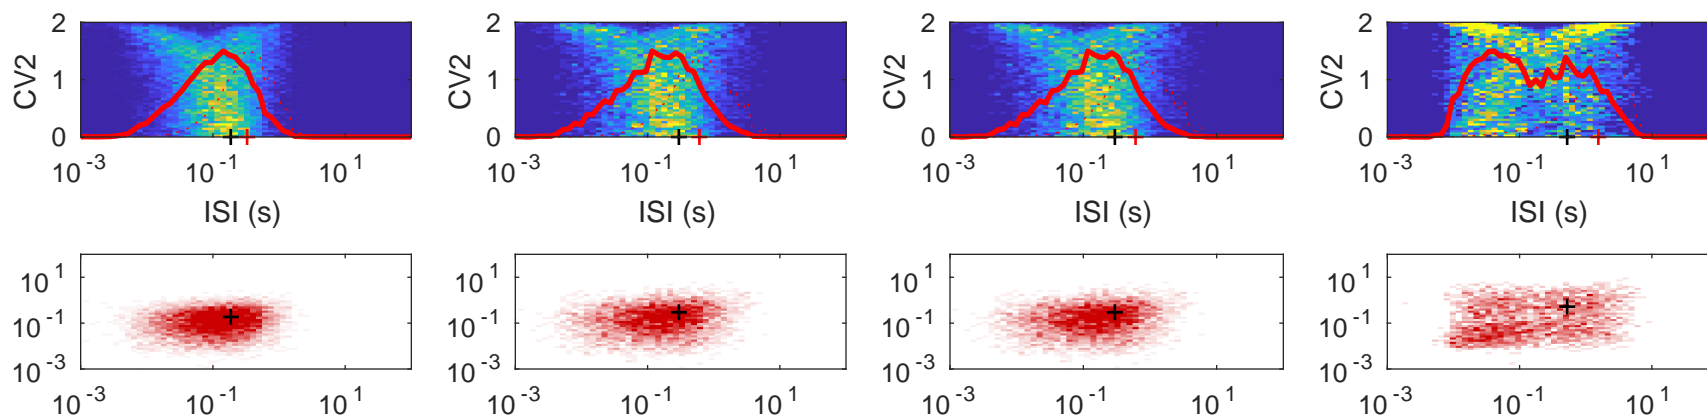 2 2 2 2
CV2 CV2 CV2 CV2
1 1 1 1
0 0 0 0
10^-3 10^-1 10^1 10^-3 10^-1 10^1 10^-3 10^-1 10^1 10^-3 10^-1 10^1
ISI (s) ISI (s) ISI (s) ISI (s)
10^1 10^1 10^1 10^1
10^-1 10^-1 10^-1 10^-1
10^-3 10^-3 10^-3 10^-3
10^-3 10^-1 10^1 10^-3 10^-1 10^1 10^-3 10^-1 10^1 10^-3 10^-1 10^1